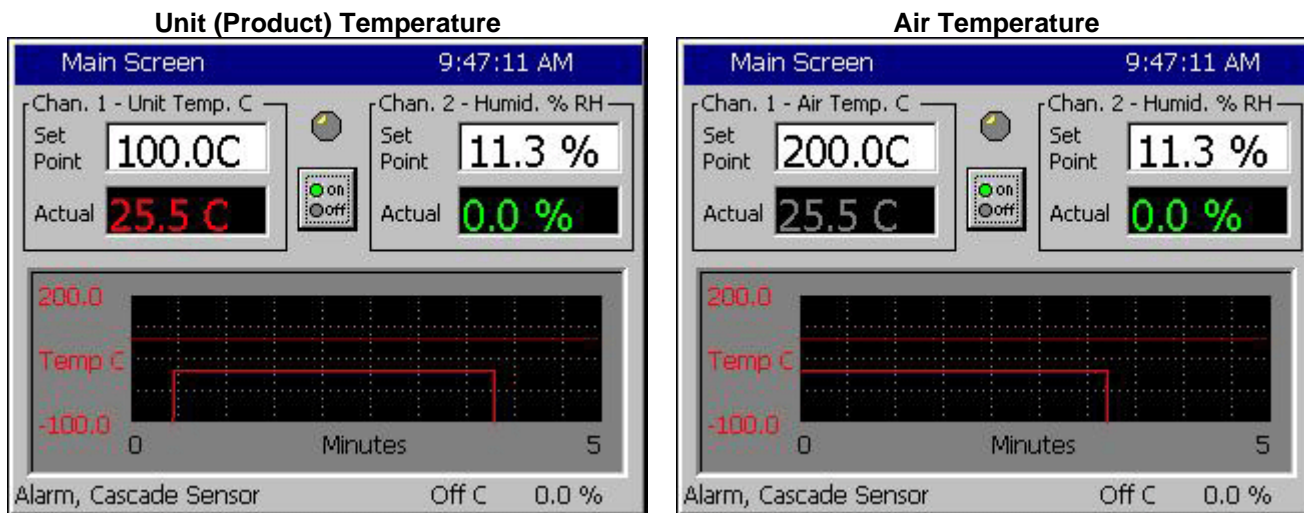 Unit (Product) Temperature
Main Screen 9:47:11 AM
Chan. 1 - Unit Temp. C
Set Point 100.0C
Actual 25.5 C
on
off
Chan. 2 - Humid. % RH
Set Point 11.3 %
Actual 0.0 %
200.0
Temp C
-100.0
0 Minutes 5
Alarm, Cascade Sensor Off C 0.0 %
Air Temperature
Main Screen 9:47:11 AM
Chan. 1 - Air Temp. C
Set Point 200.0C
Actual 25.5 C
on
off
Chan. 2 - Humid. % RH
Set Point 11.3 %
Actual 0.0 %
200.0
Temp C
-100.0
0 Minutes 5
Alarm, Cascade Sensor Off C 0.0 %